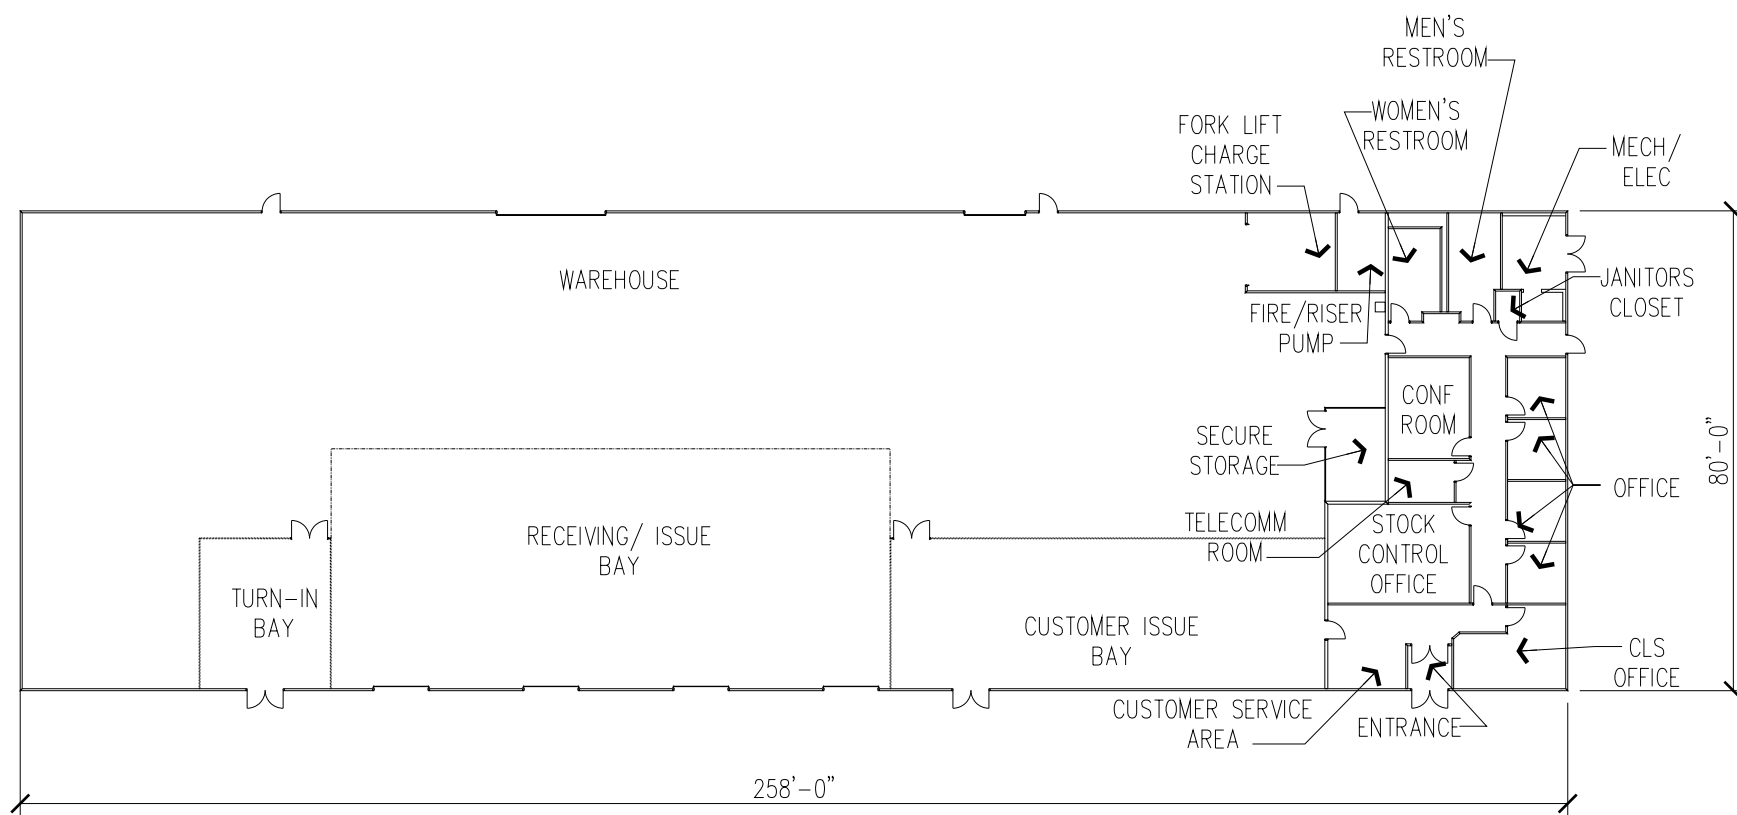 MEN'S
RESTROOM
WOMEN'S
RESTROOM
FORK LIFT
CHARGE
STATION
MECH/
ELEC
WAREHOUSE
JANITORS
CLOSET
FIRE/RISER
PUMP
CONF
ROOM
SECURE
STORAGE
80'-0"
OFFICE
TELECOMM
ROOM
STOCK
CONTROL
OFFICE
RECEIVING/ ISSUE
BAY
TURN-IN
BAY
CUSTOMER ISSUE
BAY
CLS
OFFICE
CUSTOMER SERVICE
AREA
ENTRANCE
258'-0"